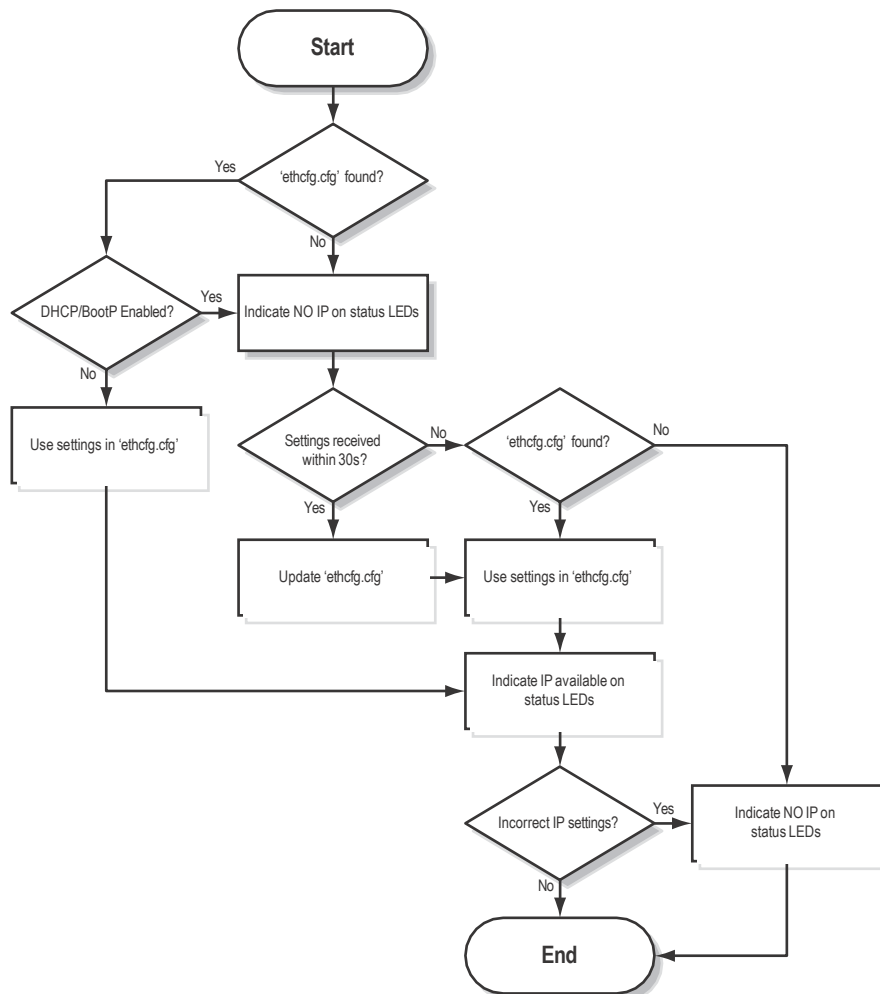 Start
Yes
‘ethcfg.cfg’ found?
No
DHCP/BootP Enabled?
Yes
Indicate NO IP on status LEDs
No
Use settings in ‘ethcfg.cfg’
Settings received
within 30s?
No
‘ethcfg.cfg’ found?
No
Yes
Yes
Update ‘ethcfg.cfg’
Use settings in ‘ethcfg.cfg’
Indicate IP available on
status LEDs
Incorrect IP settings?
Yes
Indicate NO IP on
status LEDs
No
End